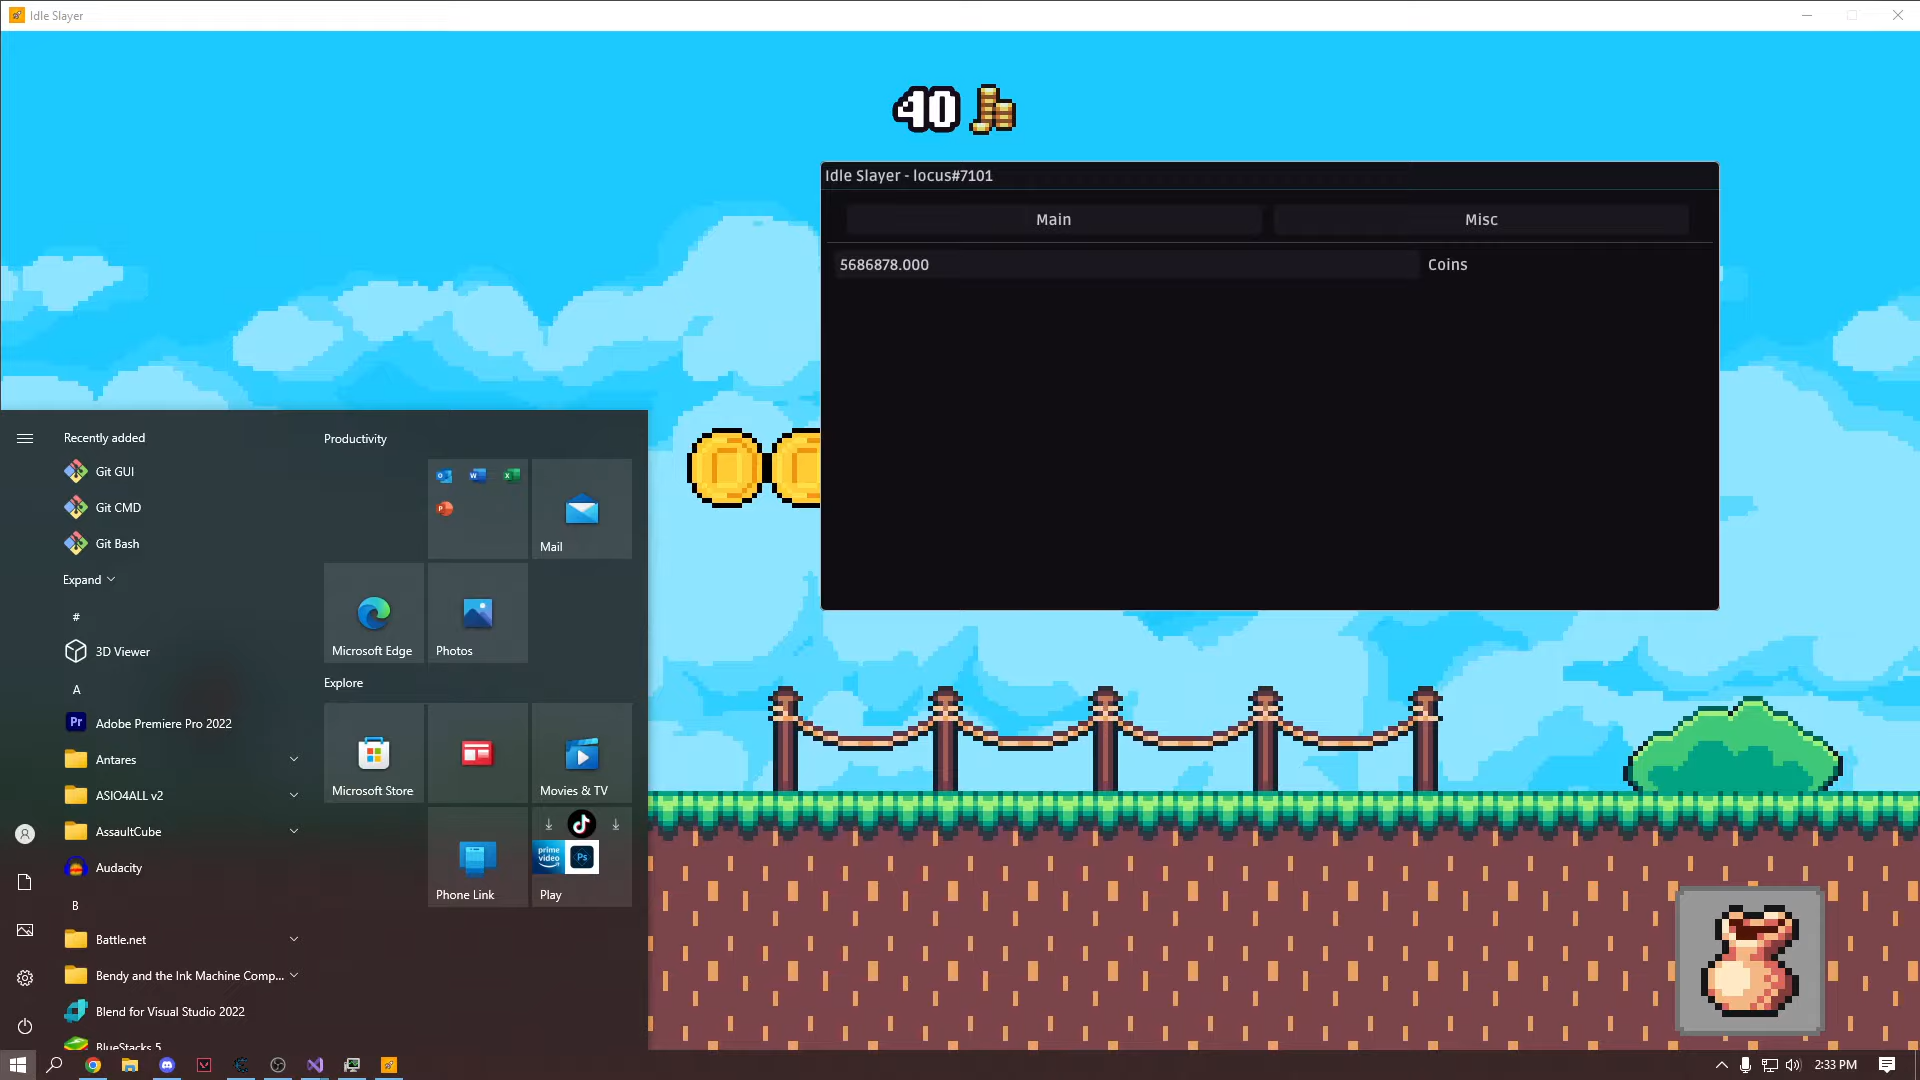 Idle Slayer
40
Idle Slayer - locus#7101
Main
Misc
5686878.000
Coins
Recently added
Git GUI
Git CMD
Git Bash
Expand
#
3D Viewer
A
Pr
Adobe Premiere Pro 2022
Antares
ASIO4ALL v2
AssaultCube
Audacity
B
Battle.net
Bendy and the Ink Machine Comp...
Blend for Visual Studio 2022
BlueStacks 5
Productivity
Mail
Microsoft Edge
Photos
Explore
Microsoft Store
Movies & TV
Phone Link
prime video
Ps
Play
2:33 PM